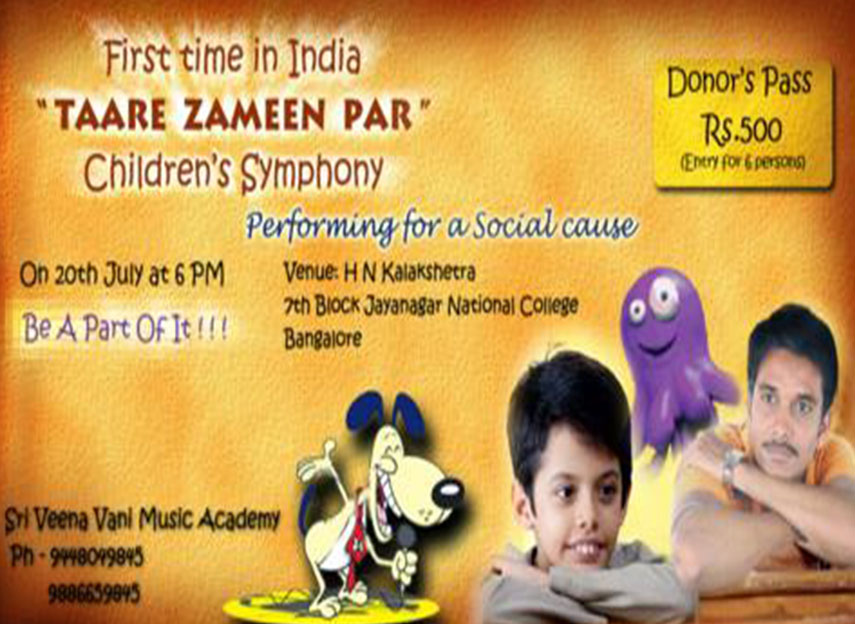 First time in India
"TAARE ZAMEEN PAR"
Children's Symphony
Donor's Pass
Rs.500
(Entry for 6 persons)
Performing for a Social cause
On 20th July at 6 PM
Be A Part Of It !!!
Venue: H N Kalakshetra
7th Block Jayanagar National College
Bangalore
Sri Veena Vani Music Academy
Ph - 9448049845
9886659845